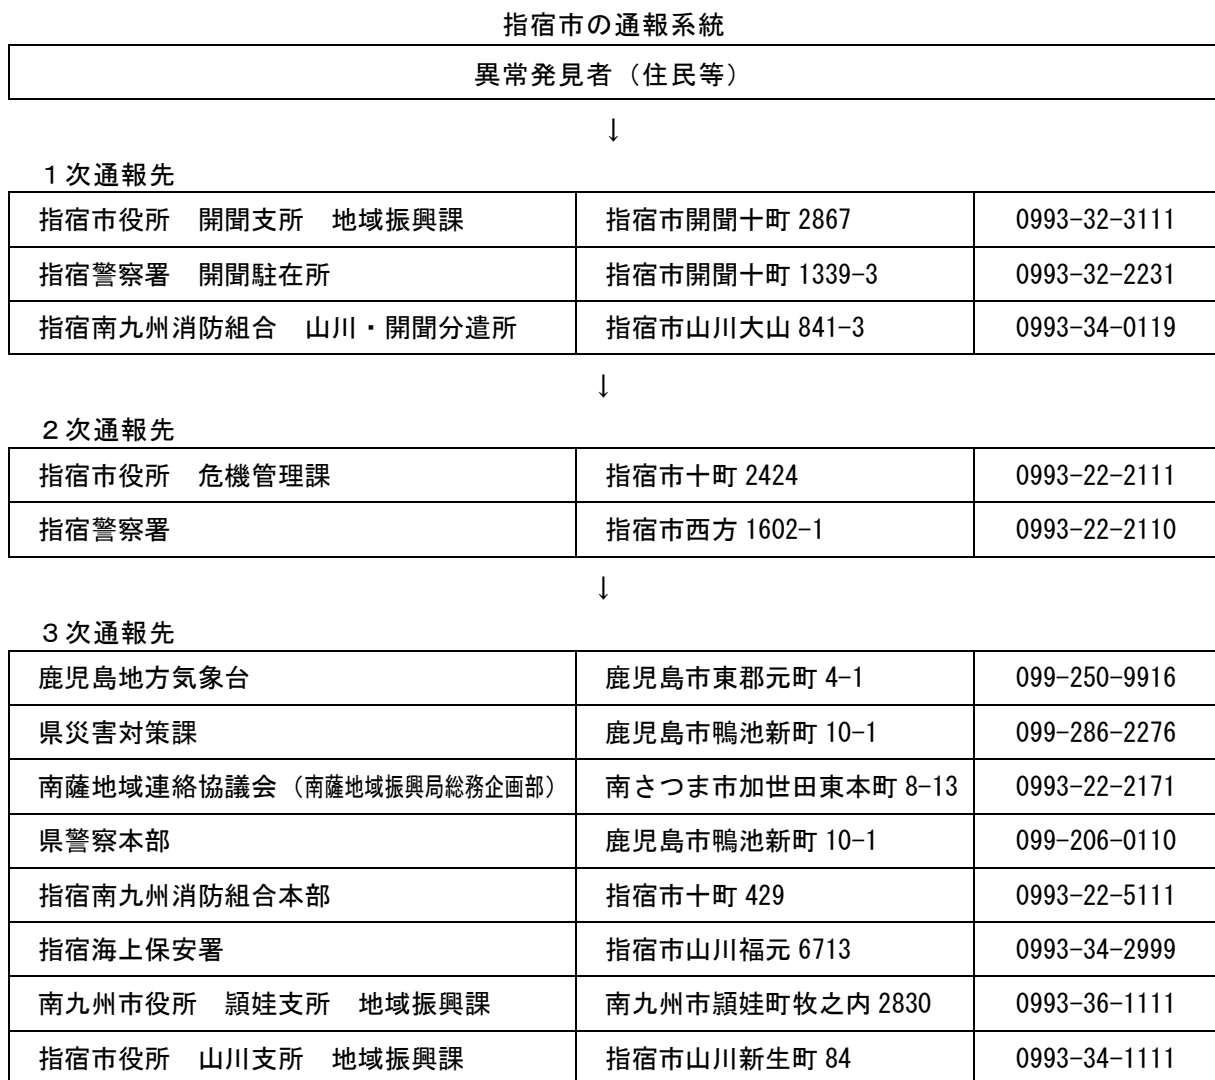 指宿市の通報系統
異常発見者（住民等）
↓
１次通報先
指宿市役所　開聞支所　地域振興課　指宿市開聞十町 2867　0993-32-3111
指宿警察署　開聞駐在所　指宿市開聞十町 1339-3　0993-32-2231
指宿南九州消防組合　山川・開聞分遣所　指宿市山川大山 841-3　0993-34-0119
↓
２次通報先
指宿市役所　危機管理課　指宿市十町 2424　0993-22-2111
指宿警察署　指宿市西方 1602-1　0993-22-2110
↓
３次通報先
鹿児島地方気象台　鹿児島市東郡元町 4-1　099-250-9916
県災害対策課　鹿児島市鴨池新町 10-1　099-286-2276
南薩地域連絡協議会（南薩地域振興局総務企画部）　南さつま市加世田東本町 8-13　0993-22-2171
県警察本部　鹿児島市鴨池新町 10-1　099-206-0110
指宿南九州消防組合本部　指宿市十町 429　0993-22-5111
指宿海上保安署　指宿市山川福元 6713　0993-34-2999
南九州市役所　頴娃支所　地域振興課　南九州市頴娃町牧之内 2830　0993-36-1111
指宿市役所　山川支所　地域振興課　指宿市山川新生町 84　0993-34-1111